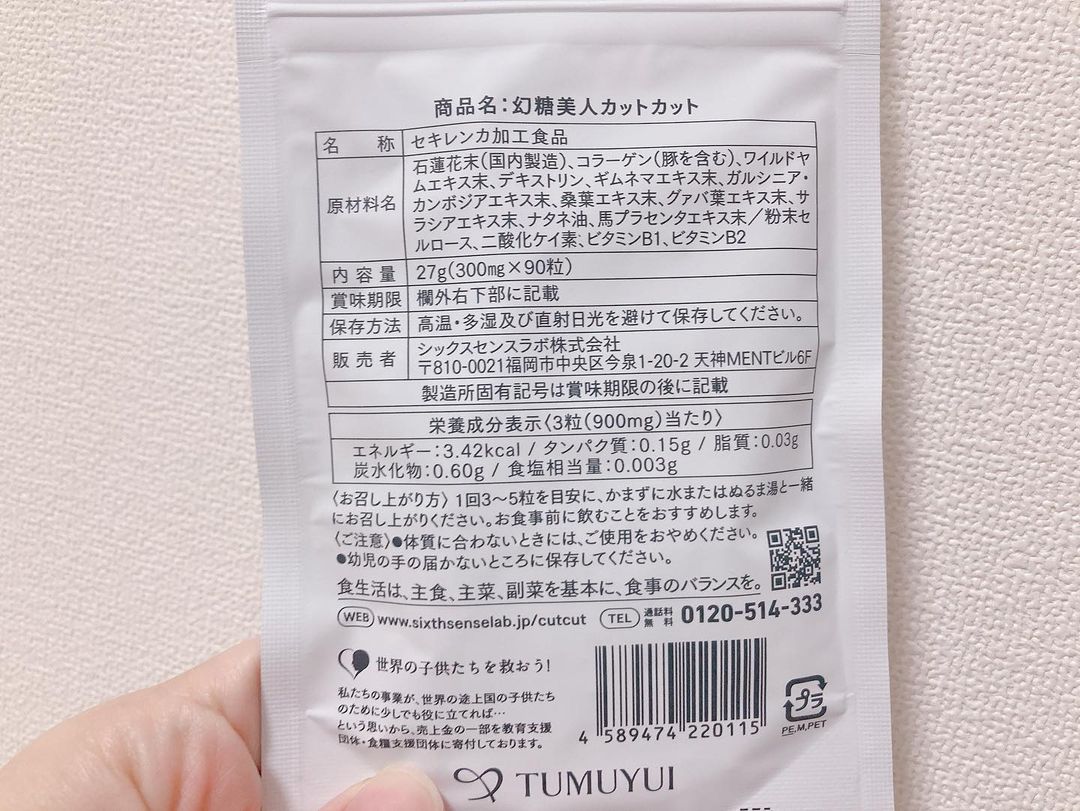 商品名:幻糖美人カットカット
名 称 セキレンカ加工食品
原材料名 石蓮花末(国内製造)、コラーゲン(豚を含む)、ワイルドヤ
ムエキス末、デキストリン、ギムネマエキス末、ガルシニア・
カンボジアエキス末、桑葉エキス末、グァバ葉エキス末、サ
ラシアエキス末、ナタネ油、馬プラセンタエキス末/粉末セ
ルロース、二酸化ケイ素、ビタミンB1、ビタミンB2
内容量 27g(300mg×90粒)
賞味期限 欄外右下部に記載
保存方法 高温・多湿及び直射日光を避けて保存してください。
販売者 シックスセンスラボ株式会社
〒810-0021福岡市中央区今泉1-20-2 天神MENTビル6F
製造所固有記号は賞味期限の後に記載
栄養成分表示〈3粒(900mg)当たり〉
エネルギー:3.42kcal / タンパク質:0.15g / 脂質:0.03g
炭水化物:0.60g / 食塩相当量:0.003g
〈お召し上がり方〉1回3〜5粒を目安に、かまずに水またはぬるま湯と一緒
にお召し上がりください。お食事前に飲むことをおすすめします。
〈ご注意〉●体質に合わないときには、ご使用をおやめください。
●幼児の手の届かないところに保存してください。
食生活は、主食、主菜、副菜を基本に、食事のバランスを。
WEB www.sixthsenselab.jp/cutcut TEL 通話料無料 0120-514-333
世界の子供たちを救おう!
私たちの事業が、世界の途上国の子供たち
のために少しでも役に立てれば…
という思いから、売上金の一部を教育支援
団体・食糧支援団体に寄付しております。
4 589474 220115
プラ
PE,M,PET
TUMUYUI